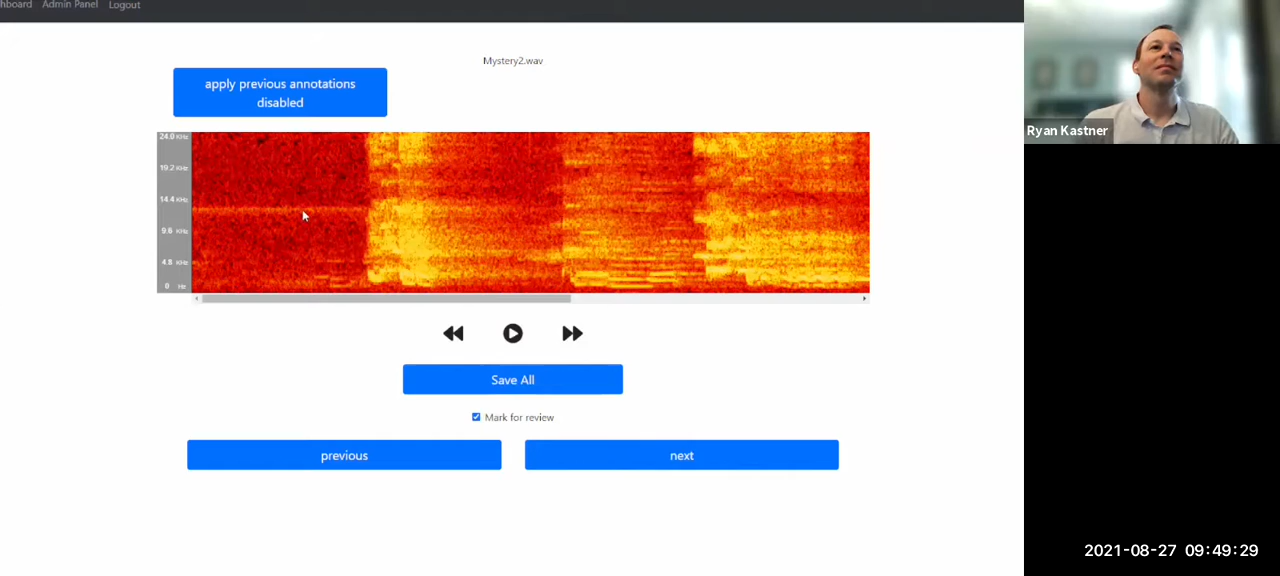 hboard Admin Panel Logout
Mystery2.wav
apply previous annotations
disabled
24.0 KHz
19.2 KHz
14.4 KHz
9.6 KHz
4.8 KHz
0 Hz
Save All
Mark for review
previous
next
Ryan Kastner
2021-08-27 09:49:29